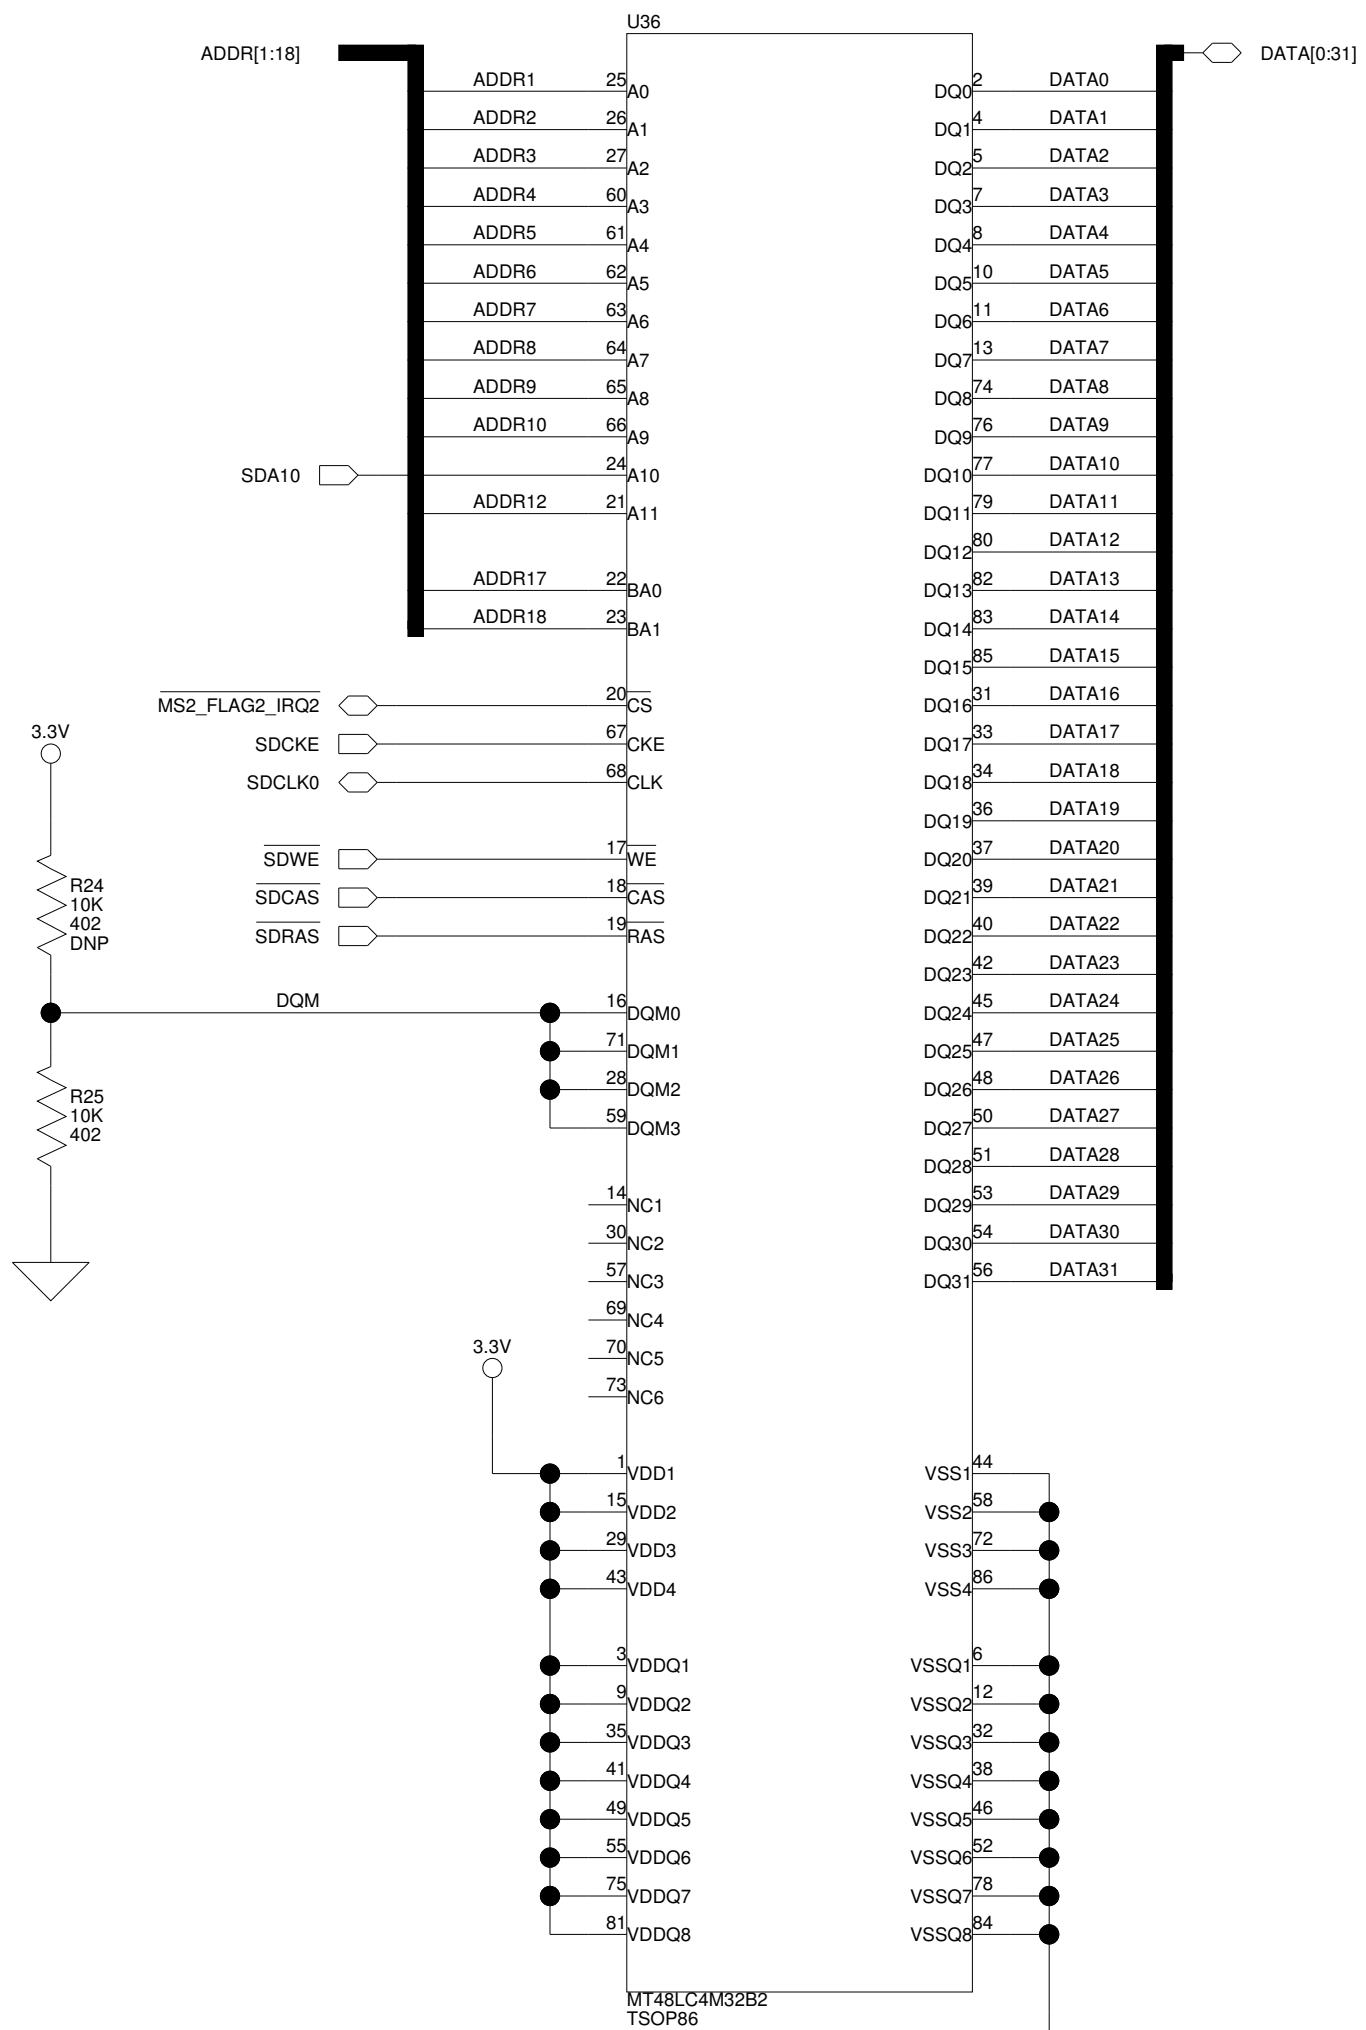 U36
ADDR[1:18] DATA[0:31]
ADDR1 25 A0 DQ0 2 DATA0
ADDR2 26 A1 DQ1 4 DATA1
ADDR3 27 A2 DQ2 5 DATA2
ADDR4 60 A3 DQ3 7 DATA3
ADDR5 61 A4 DQ4 8 DATA4
ADDR6 62 A5 DQ5 10 DATA5
ADDR7 63 A6 DQ6 11 DATA6
ADDR8 64 A7 DQ7 13 DATA7
ADDR9 65 A8 DQ8 74 DATA8
ADDR10 66 A9 DQ9 76 DATA9
SDA10 24 A10 DQ10 77 DATA10
ADDR12 21 A11 DQ11 79 DATA11
DQ12 80 DATA12
ADDR17 22 BA0 DQ13 82 DATA13
ADDR18 23 BA1 DQ14 83 DATA14
DQ15 85 DATA15
MS2_FLAG2_IRQ2 20 CS DQ16 31 DATA16
3.3V
SDCKE 67 CKE DQ17 33 DATA17
SDCLK0 68 CLK DQ18 34 DATA18
DQ19 36 DATA19
SDWE 17 WE DQ20 37 DATA20
R24
10K
402
DNP
SDCAS 18 CAS DQ21 39 DATA21
SDRAS 19 RAS DQ22 40 DATA22
DQ23 42 DATA23
DQM 16 DQM0 DQ24 45 DATA24
71 DQM1 DQ25 47 DATA25
28 DQM2 DQ26 48 DATA26
R25
10K
402
59 DQM3 DQ27 50 DATA27
DQ28 51 DATA28
14 NC1 DQ29 53 DATA29
30 NC2 DQ30 54 DATA30
57 NC3 DQ31 56 DATA31
69 NC4
3.3V
70 NC5
73 NC6
1 VDD1 VSS1 44
15 VDD2 VSS2 58
29 VDD3 VSS3 72
43 VDD4 VSS4 86
3 VDDQ1 VSSQ1 6
9 VDDQ2 VSSQ2 12
35 VDDQ3 VSSQ3 32
41 VDDQ4 VSSQ4 38
49 VDDQ5 VSSQ5 46
55 VDDQ6 VSSQ6 52
75 VDDQ7 VSSQ7 78
81 VDDQ8 VSSQ8 84
MT48LC4M32B2
TSOP86